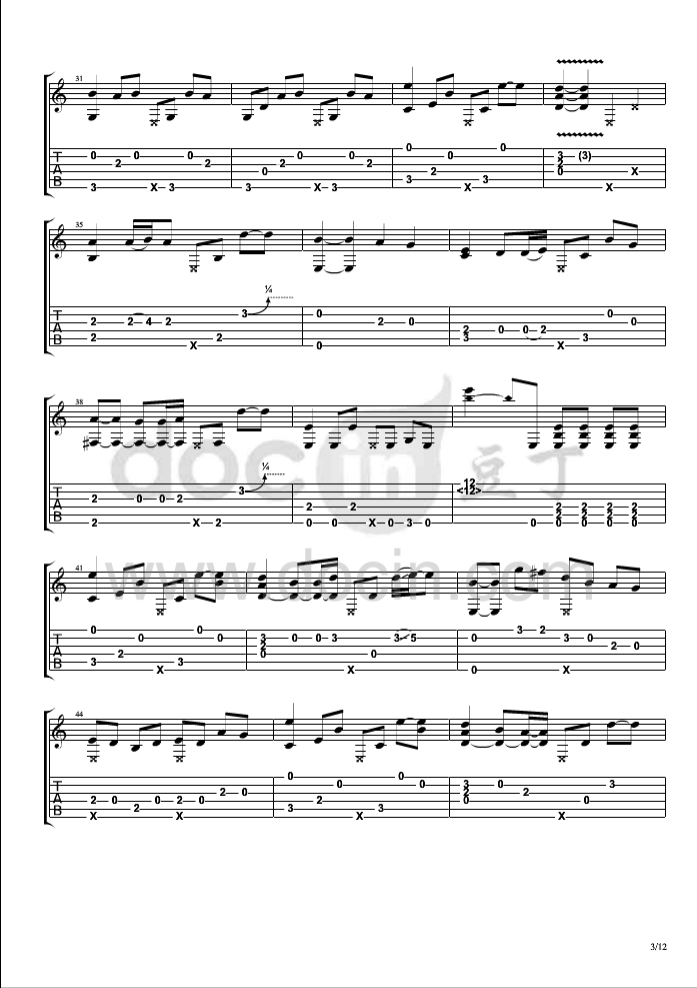 31
T 0 2 0 0 2 0 0 2 0 0 2 0 0 0 3 (3)
A 0 2 2
B 3 X 3 3 X 3 3 X 3 0 X X
35
1/4
T 2 2 4 2 3 0 2 0 0 0
A 2 0 0 2
B 2 2 X 0 3 X 3
38
1/4
T 2 0 0 2 3 12
A 2 2 <12>
B 2 X 2 0 0 X 0 3 0 0 2 2 2 2
docin 豆丁
www.docin.com
41
T 0 0 0 0 3 0 0 3 3 5 0 3 2 3 0
A 2 2 0 0 2 0
B 3 X 3 X 0 X
44
T 2 0 0 0 0 0 3 0 0 3
A 2 0 2 0 2 0 2 2 2
B X X 3 X 3 0 X
3/12